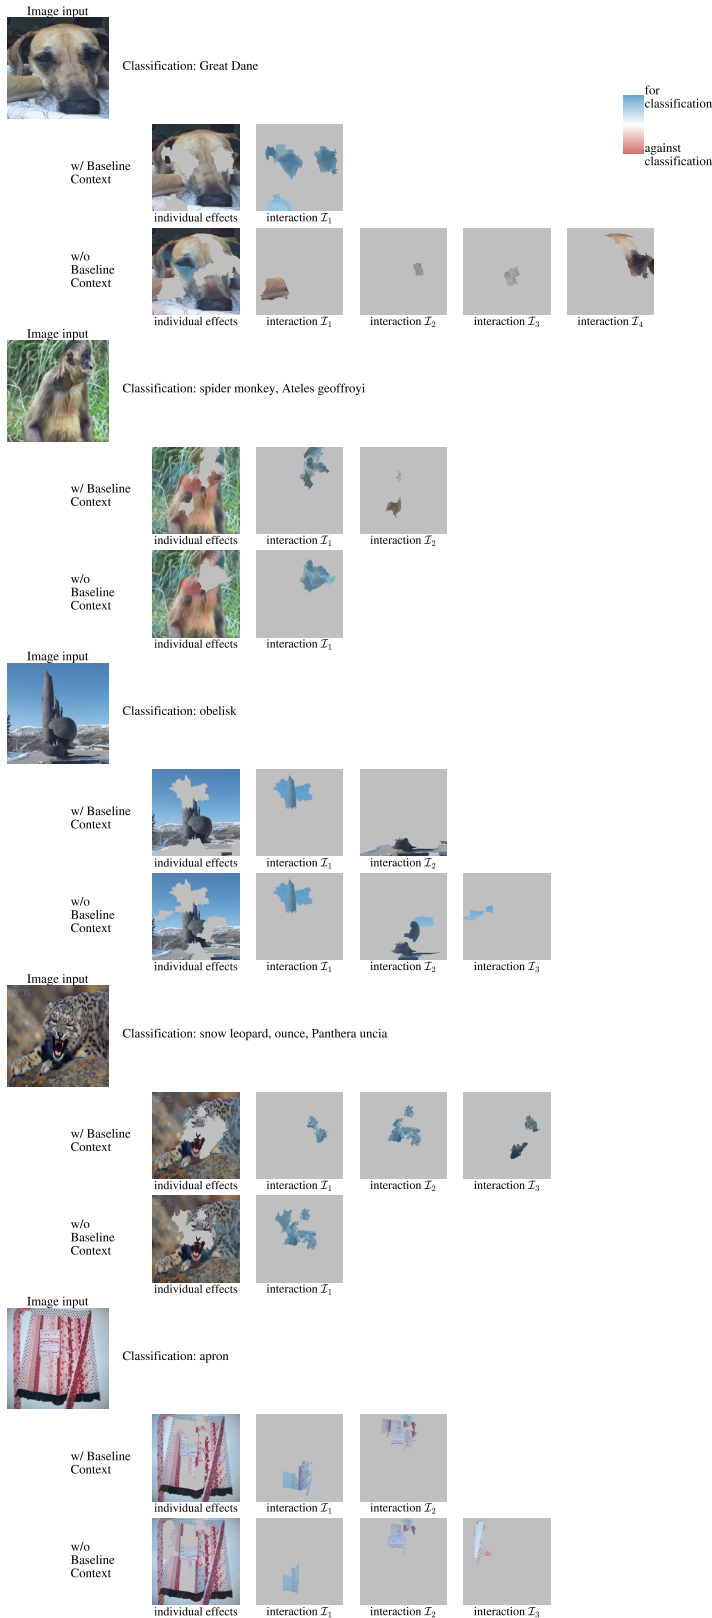 Image input
Classification: Great Dane
for
classification
against
classification
w/ Baseline
Context
individual effects
interaction I₁
w/o
Baseline
Context
individual effects
interaction I₁
interaction I₂
interaction I₃
interaction I₄
Image input
Classification: spider monkey, Ateles geoffroyi
w/ Baseline
Context
individual effects
interaction I₁
interaction I₂
w/o
Baseline
Context
individual effects
interaction I₁
Image input
Classification: obelisk
w/ Baseline
Context
individual effects
interaction I₁
interaction I₂
w/o
Baseline
Context
individual effects
interaction I₁
interaction I₂
interaction I₃
Image input
Classification: snow leopard, ounce, Panthera uncia
w/ Baseline
Context
individual effects
interaction I₁
interaction I₂
interaction I₃
w/o
Baseline
Context
individual effects
interaction I₁
Image input
Classification: apron
w/ Baseline
Context
individual effects
interaction I₁
interaction I₂
w/o
Baseline
Context
individual effects
interaction I₁
interaction I₂
interaction I₃